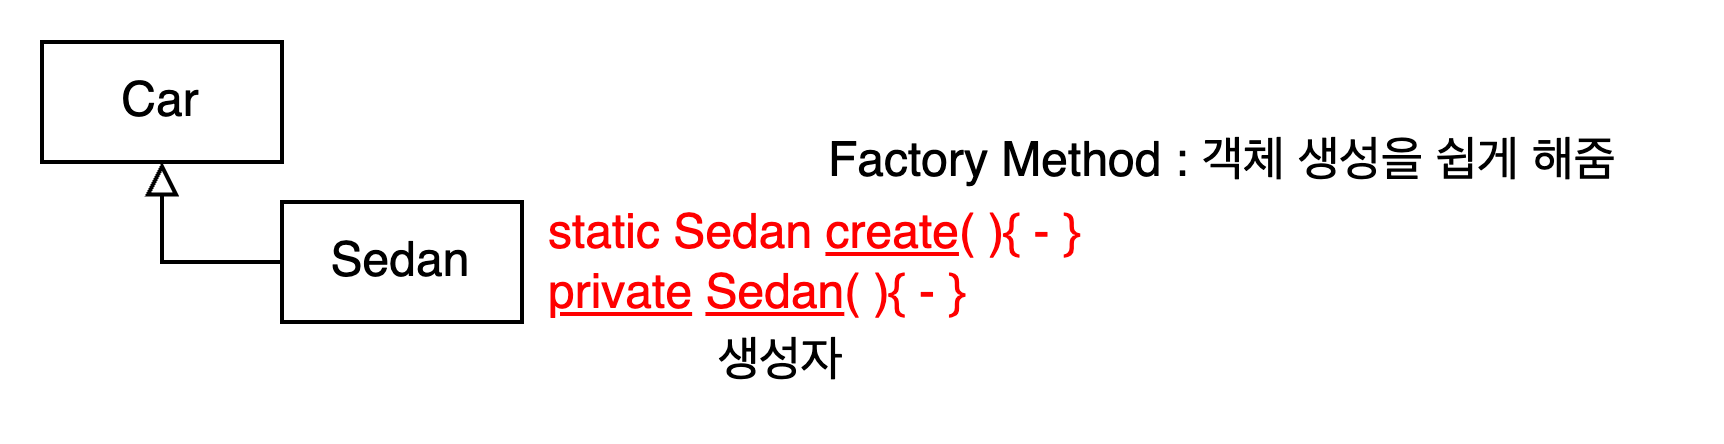 Car
Factory Method : 객체 생성을 쉽게 해줌
Sedan
static Sedan create( ){ - }
private Sedan( ){ - }
생성자